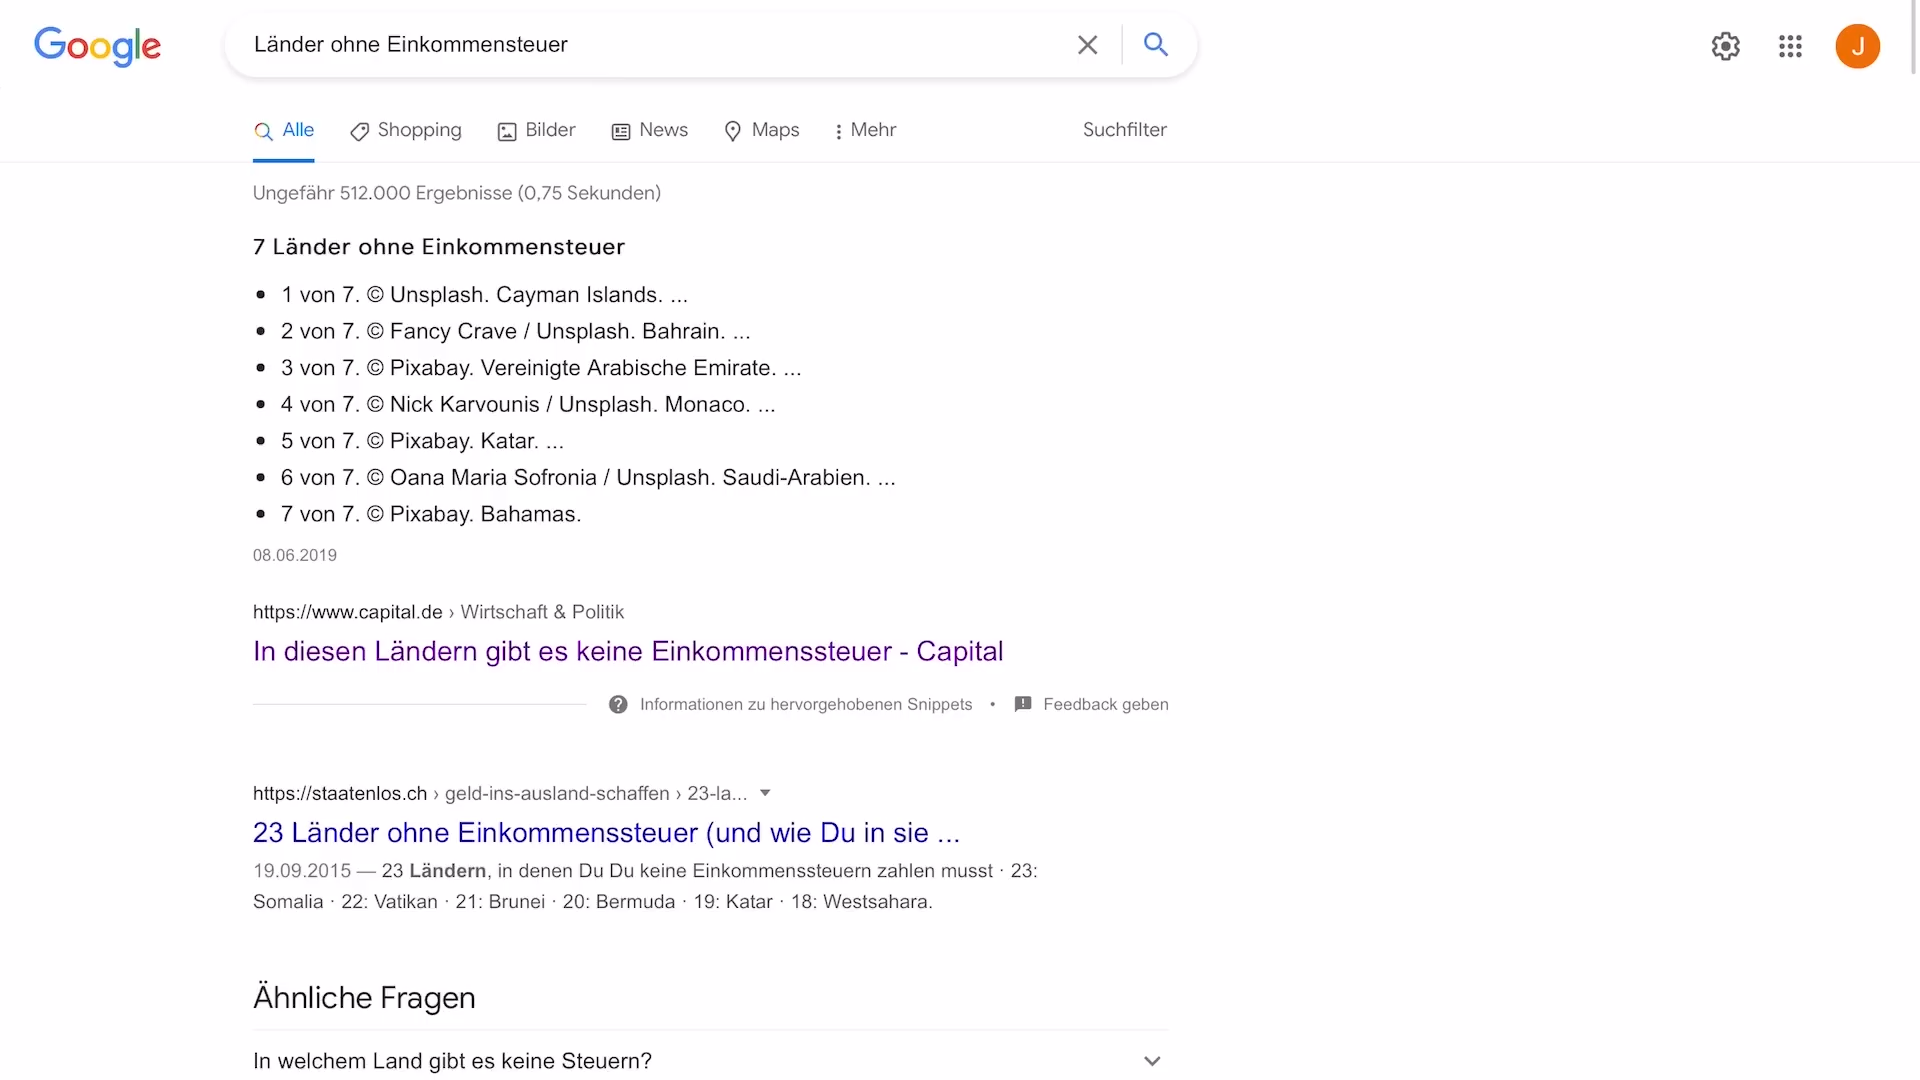 Google
Länder ohne Einkommensteuer
J
Alle Shopping Bilder News Maps Mehr Suchfilter
Ungefähr 512.000 Ergebnisse (0,75 Sekunden)
7 Länder ohne Einkommensteuer
1 von 7. © Unsplash. Cayman Islands. ...
2 von 7. © Fancy Crave / Unsplash. Bahrain. ...
3 von 7. © Pixabay. Vereinigte Arabische Emirate. ...
4 von 7. © Nick Karvounis / Unsplash. Monaco. ...
5 von 7. © Pixabay. Katar. ...
6 von 7. © Oana Maria Sofronia / Unsplash. Saudi-Arabien. ...
7 von 7. © Pixabay. Bahamas.
08.06.2019
https://www.capital.de › Wirtschaft & Politik
In diesen Ländern gibt es keine Einkommenssteuer - Capital
Informationen zu hervorgehobenen Snippets • Feedback geben
https://staatenlos.ch › geld-ins-ausland-schaffen › 23-la...
23 Länder ohne Einkommenssteuer (und wie Du in sie ...
19.09.2015 — 23 Ländern, in denen Du Du keine Einkommenssteuern zahlen musst · 23:
Somalia · 22: Vatikan · 21: Brunei · 20: Bermuda · 19: Katar · 18: Westsahara.
Ähnliche Fragen
In welchem Land gibt es keine Steuern?